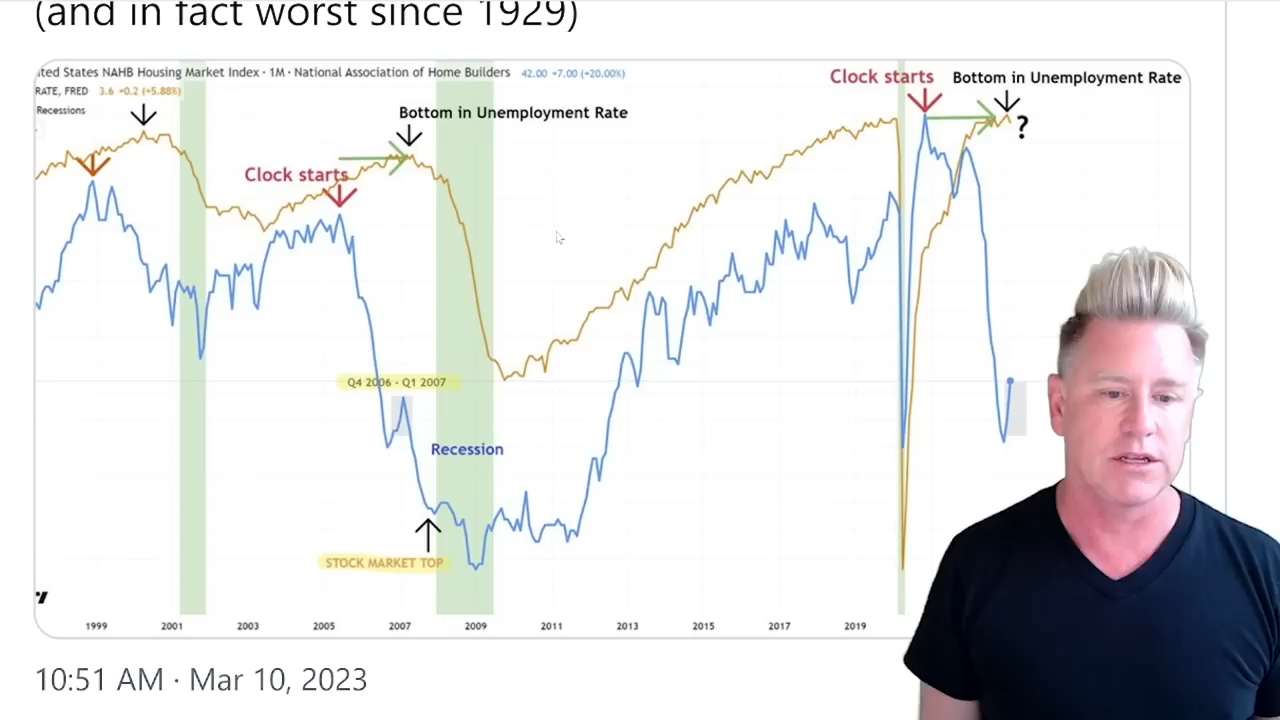 (and in fact worst since 1929)
ited States NAHB Housing Market Index · 1M · National Association of Home Builders 42.00 +7.00 (+20.00%)
RATE, FRED 3.6 +0.2 (+5.88%)
Recessions
Clock starts
Bottom in Unemployment Rate
Bottom in Unemployment Rate
?
Clock starts
Q4 2006 - Q1 2007
Recession
STOCK MARKET TOP
1999 2001 2003 2005 2007 2009 2011 2013 2015 2017 2019
10:51 AM · Mar 10, 2023